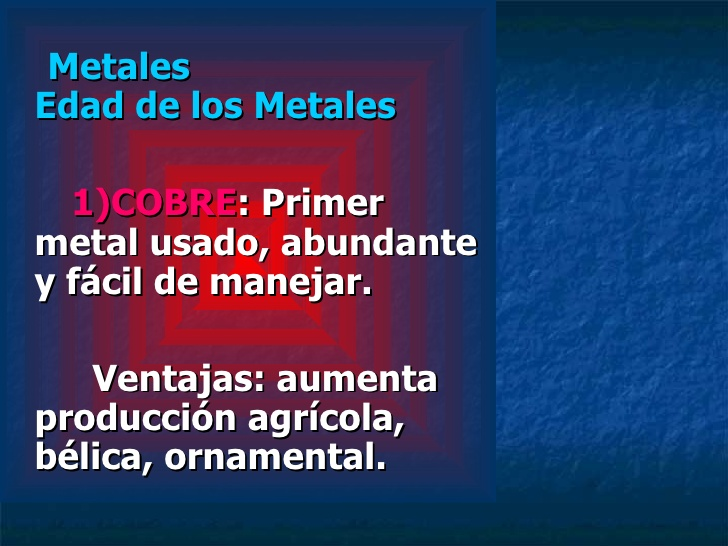 Metales
Edad de los Metales
1)COBRE: Primer
metal usado, abundante
y fácil de manejar.
Ventajas: aumenta
producción agrícola,
bélica, ornamental.